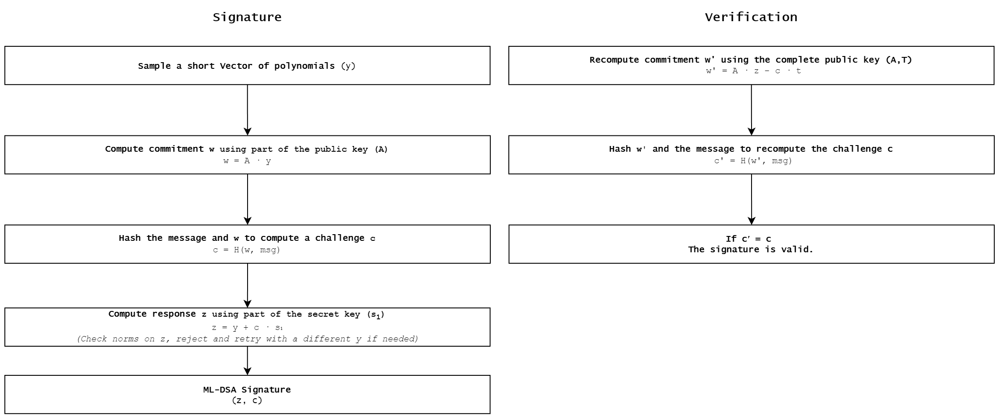 Signature
Sample a short Vector of polynomials (y)
Compute commitment w using part of the public key (A)
w = A · y
Hash the message and w to compute a challenge c
c = H(w, msg)
Compute response z using part of the secret key (s₁)
z = y + c · s₁
(Check norms on z, reject and retry with a different y if needed)
ML-DSA Signature
(z, c)
Verification
Recompute commitment w' using the complete public key (A,T)
w' = A · z − c · t
Hash w' and the message to recompute the challenge c
c' = H(w', msg)
If c′ = c
The signature is valid.